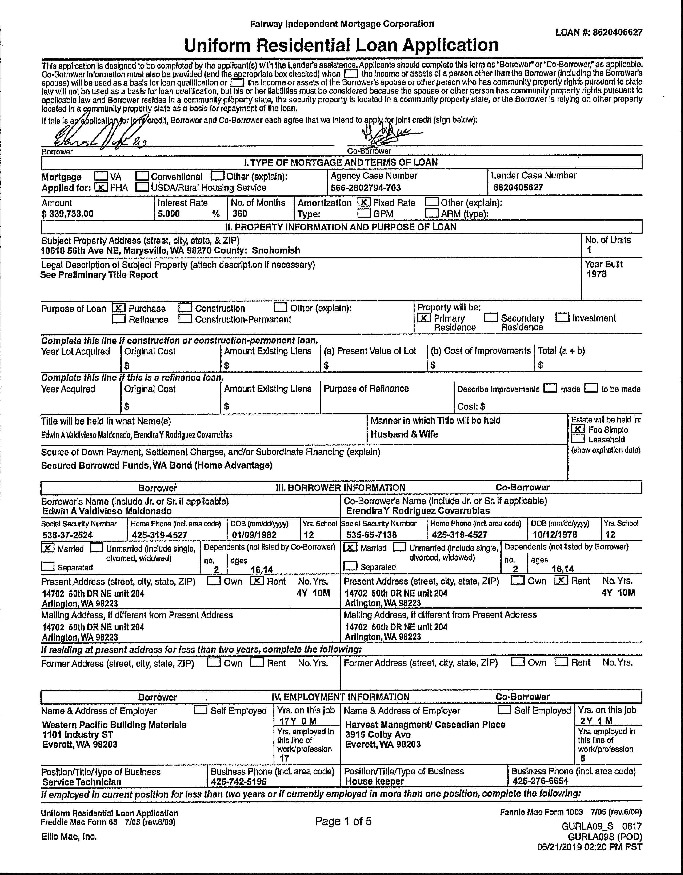 Fairway Independent Mortgage Corporation
LOAN #: 8620405627
Uniform Residential Loan Application
This application is designed to be completed by the applicant(s) with the Lender's assistance. Applicants should complete this form as "Borrower" or "Co-Borrower," as applicable.
Co-Borrower information must also be provided (and the appropriate box checked) when the income or assets of a person other than the Borrower (including the Borrower's
spouse) will be used as a basis for loan qualification or the income or assets of the Borrower's spouse or other person who has community property rights pursuant to state
law will not be used as a basis for loan qualification, but his or her liabilities must be considered because the spouse or other person has community property rights pursuant to
applicable law and Borrower resides in a community property state, the security property is located in a community property state, or the Borrower is relying on other property
located in a community property state as a basis for repayment of the loan.
If this is an application for joint credit, Borrower and Co-Borrower each agree that we intend to apply for joint credit (sign below):
Borrower Co-Borrower
I. TYPE OF MORTGAGE AND TERMS OF LOAN
Mortgage VA Conventional Other (explain): Agency Case Number Lender Case Number
Applied for: X FHA USDA/Rural Housing Service 566-2802794-703 8620405627
Amount Interest Rate No. of Months Amortization X Fixed Rate Other (explain):
$ 339,733.00 5.000 % 360 Type: GPM ARM (type):
II. PROPERTY INFORMATION AND PURPOSE OF LOAN
Subject Property Address (street, city, state, & ZIP) No. of Units
56th Ave NE, Marysville, WA 98270 County: Snohomish 1
Legal Description of Subject Property (attach description if necessary) Year Built
See Preliminary Title Report 1978
Purpose of Loan X Purchase Construction Other (explain): Property will be:
Refinance Construction-Permanent X Primary Residence Secondary Residence Investment
Complete this line if construction or construction-permanent loan.
Year Lot Acquired Original Cost Amount Existing Liens (a) Present Value of Lot (b) Cost of Improvements Total (a + b)
$ $ $ $ $
Complete this line if this is a refinance loan.
Year Acquired Original Cost Amount Existing Liens Purpose of Refinance Describe Improvements made to be made
$ $ Cost: $
Title will be held in what Name(s) Manner in which Title will be held Estate will be held in:
Edwin A Valdivieso Maldonado, Erendira Y Rodriguez Covarrubias Husband & Wife X Fee Simple
Leasehold
Source of Down Payment, Settlement Charges, and/or Subordinate Financing (explain) (show expiration date)
Secured Borrowed Funds, WA Bond (Home Advantage)
Borrower III. BORROWER INFORMATION Co-Borrower
Borrower's Name (include Jr. or Sr. if applicable) Co-Borrower's Name (include Jr. or Sr. if applicable)
Edwin A Valdivieso Maldonado Erendira Y Rodriguez Covarrubias
Social Security Number Home Phone (incl. area code) DOB (mm/dd/yyyy) Yrs. School Social Security Number Home Phone (incl. area code) DOB (mm/dd/yyyy) Yrs. School
425-319-4527 12 12
X Married Unmarried (include single, divorced, widowed) Dependents (not listed by Co-Borrower) X Married Unmarried (include single, divorced, widowed) Dependents (not listed by Borrower)
Separated no. 2 ages 16,14 Separated no. 2 ages 16,14
Present Address (street, city, state, ZIP) Own X Rent No. Yrs. Present Address (street, city, state, ZIP) Own X Rent No. Yrs.
14702 DR NE unit 204 4Y 10M 14702 DR NE unit 204 4Y 10M
Arlington, WA 98223 Arlington, WA 98223
Mailing Address, if different from Present Address Mailing Address, if different from Present Address
14702 DR NE unit 204 14702 DR NE unit 204
Arlington, WA 98223 Arlington, WA 98223
If residing at present address for less than two years, complete the following:
Former Address (street, city, state, ZIP) Own Rent No. Yrs. Former Address (street, city, state, ZIP) Own Rent No. Yrs.
Borrower IV. EMPLOYMENT INFORMATION Co-Borrower
Name & Address of Employer Self Employed Yrs. on this job Name & Address of Employer Self Employed Yrs. on this job
17Y 0M 2Y 1M
Western Pacific Building Materials Yrs. employed in Harvest Managment/ Cascadian Place Yrs. employed in
1101 Industry ST this line of 3915 Colby Ave this line of
Everett, WA 98203 work/profession Everett, WA work/profession
17
Position/Title/Type of Business Business Phone (incl. area code) Position/Title/Type of Business Business Phone (incl. area code)
Service Technician House Keeper
If employed in current position for less than two years or if currently employed in more than one position, complete the following:
Uniform Residential Loan Application Fannie Mae Form 1003 7/05 (rev.6/09)
Freddie Mac Form 65 7/05 (rev.6/09) Page 1 of 5 GURLA09_S 0617
Ellie Mae, Inc. GURLA09S (POD)
06/21/2019 02:20 PM PST